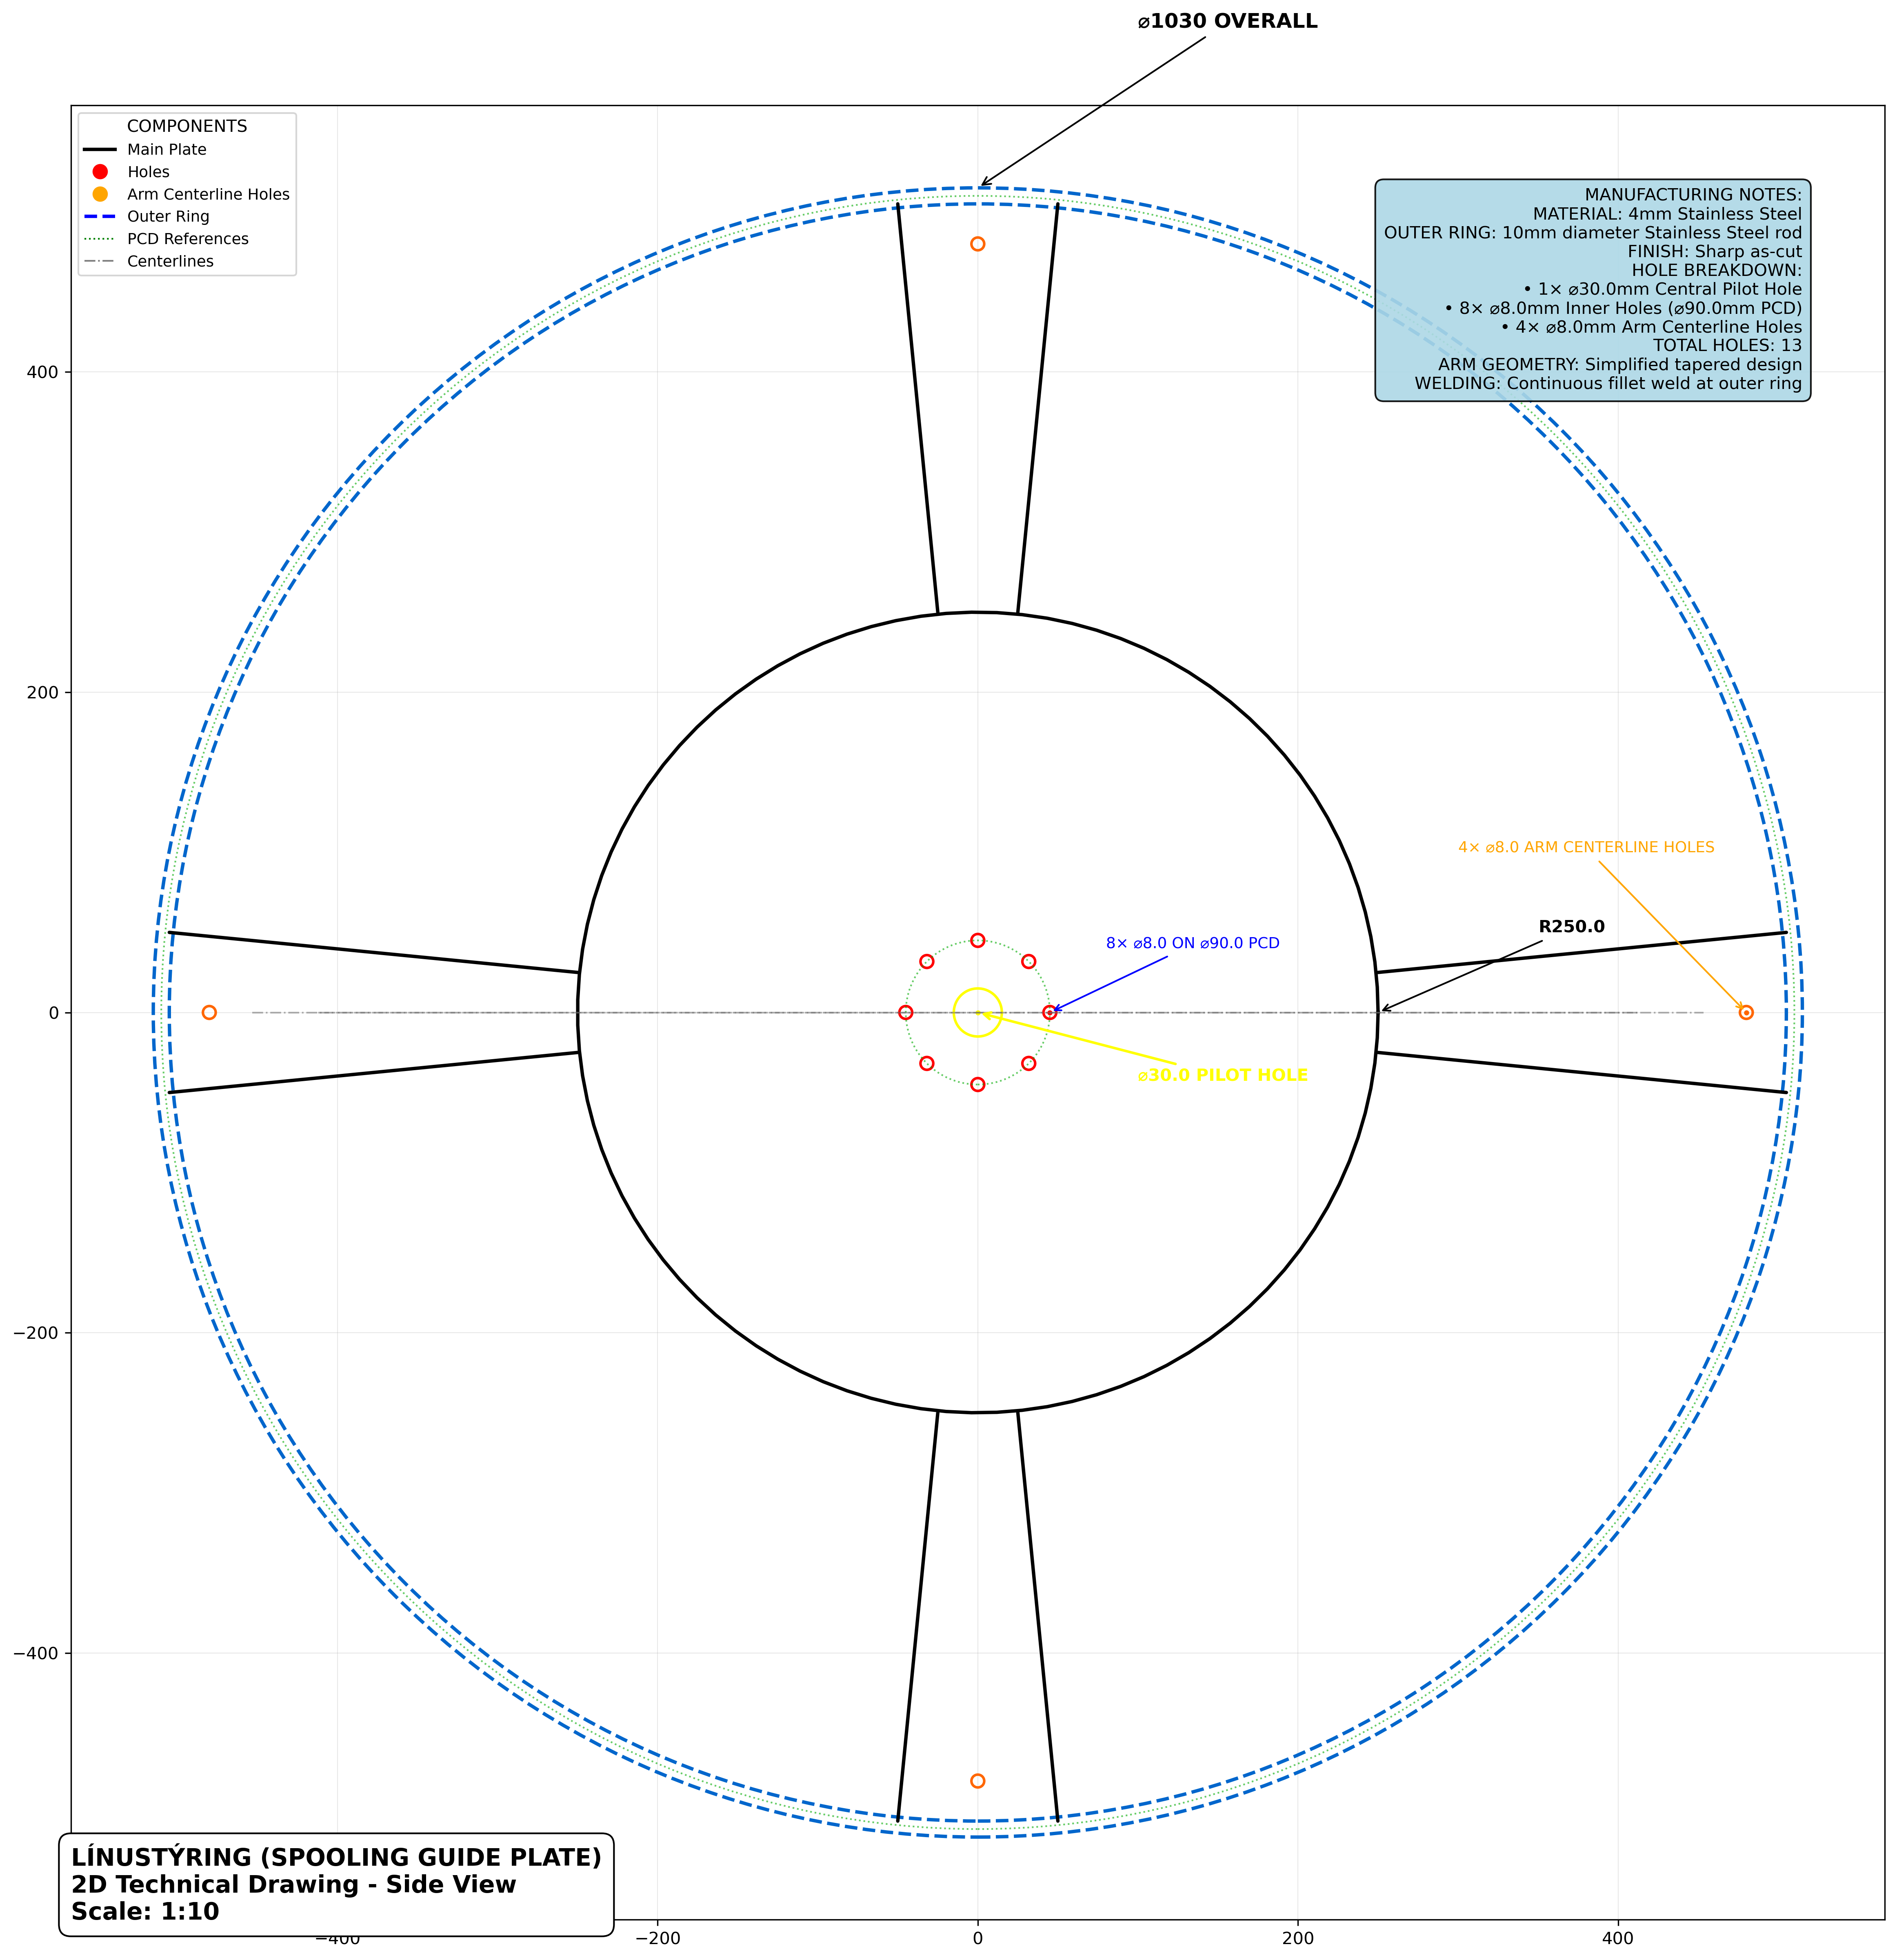 ⌀1030 OVERALL
COMPONENTS
Main Plate
Holes
Arm Centerline Holes
Outer Ring
PCD References
Centerlines
MANUFACTURING NOTES:
MATERIAL: 4mm Stainless Steel
OUTER RING: 10mm diameter Stainless Steel rod
FINISH: Sharp as-cut
HOLE BREAKDOWN:
• 1× ⌀30.0mm Central Pilot Hole
• 8× ⌀8.0mm Inner Holes (⌀90.0mm PCD)
• 4× ⌀8.0mm Arm Centerline Holes
TOTAL HOLES: 13
ARM GEOMETRY: Simplified tapered design
WELDING: Continuous fillet weld at outer ring
400
200
0
−200
−400
4× ⌀8.0 ARM CENTERLINE HOLES
R250.0
8× ⌀8.0 ON ⌀90.0 PCD
⌀30.0 PILOT HOLE
LÍNUSTÝRING (SPOOLING GUIDE PLATE)
2D Technical Drawing - Side View
Scale: 1:10
−400
−200
0
200
400